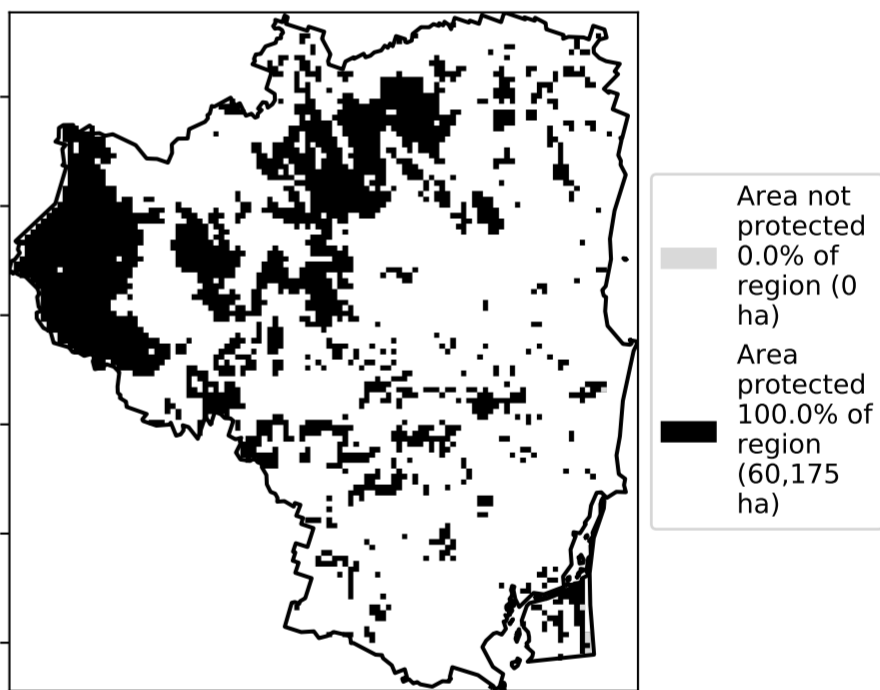 Area not
protected
0.0% of
region (0
ha)
Area
protected
100.0% of
region
(60,175
ha)